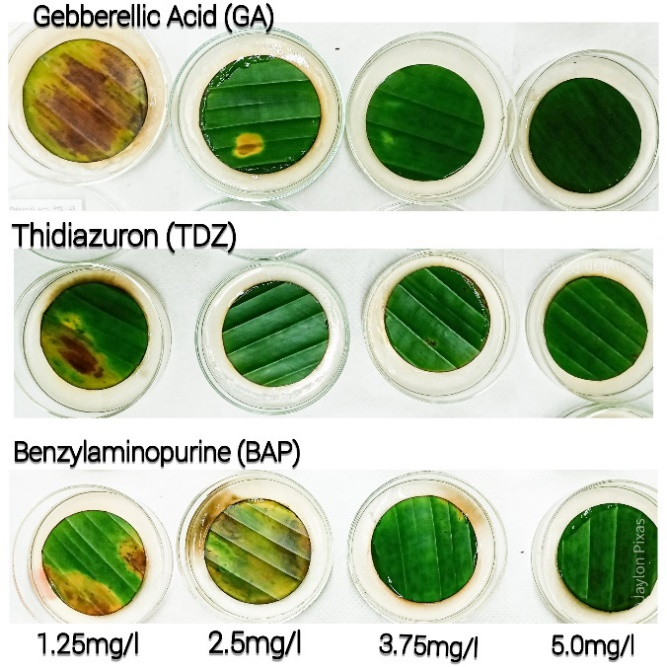 Gebberellic Acid (GA)
Thidiazuron (TDZ)
Benzylaminopurine (BAP)
Jaylon Pixas
1.25mg/l
2.5mg/l
3.75mg/l
5.0mg/l